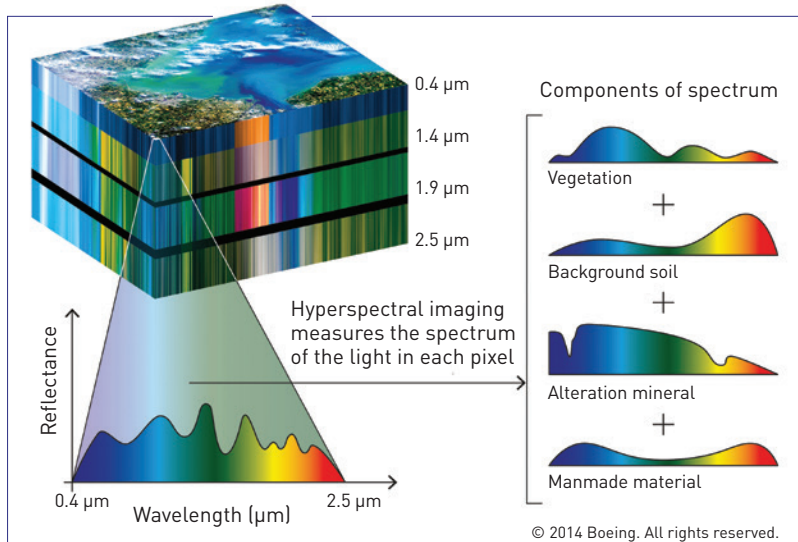 0.4 µm
1.4 µm
1.9 µm
2.5 µm
Components of spectrum
Vegetation
+
Background soil
+
Alteration mineral
+
Manmade material
Hyperspectral imaging
measures the spectrum
of the light in each pixel
Reflectance
0.4 µm
2.5 µm
Wavelength (µm)
© 2014 Boeing. All rights reserved.